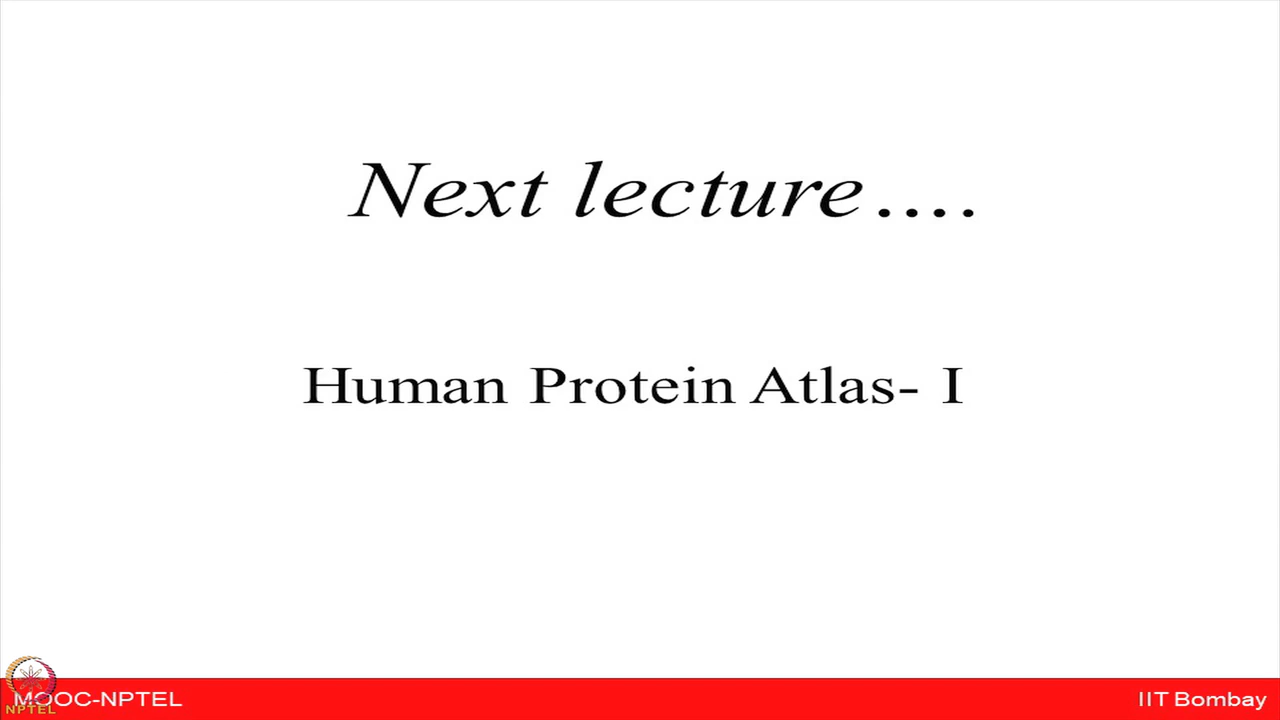 Next lecture....
Human Protein Atlas- I
MOOC-NPTEL
IIT Bombay
NPTEL